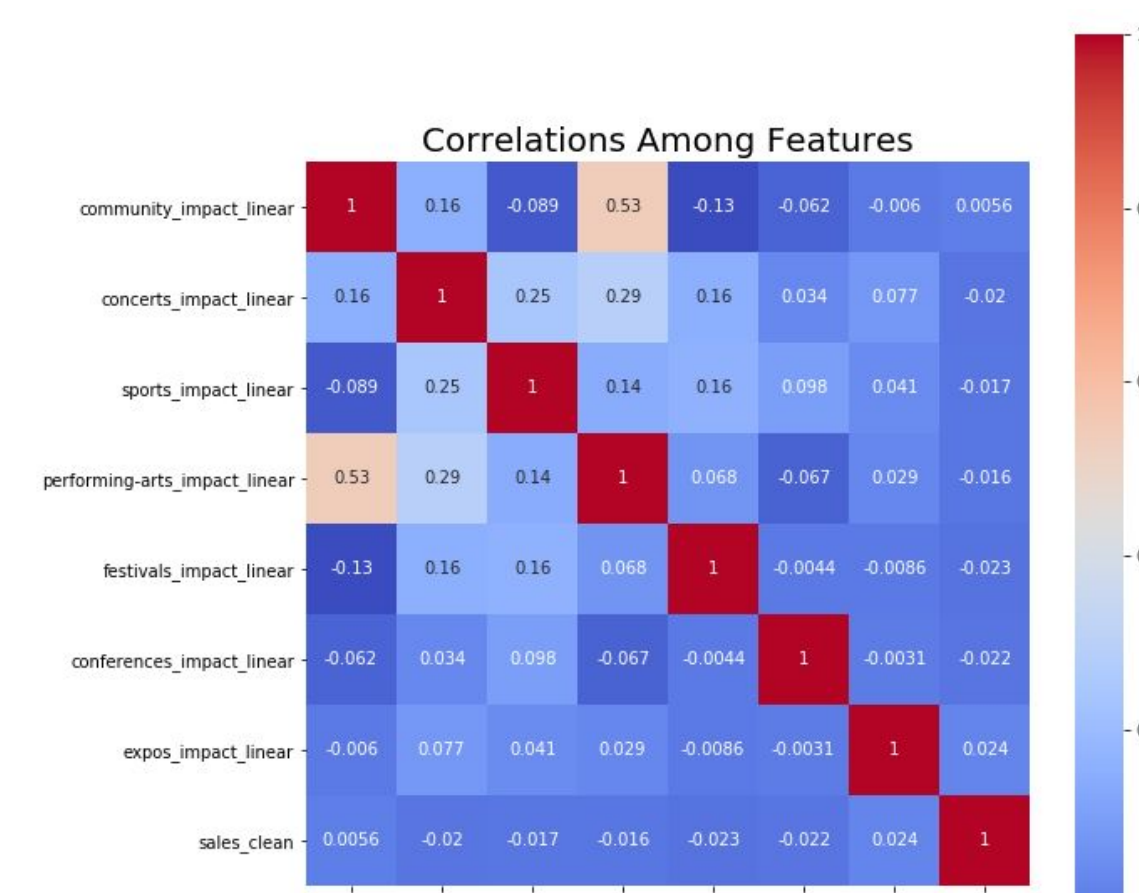 Correlations Among Features
community_impact_linear 1 0.16 -0.089 0.53 -0.13 -0.062 -0.006 0.0056
concerts_impact_linear 0.16 1 0.25 0.29 0.16 0.034 0.077 -0.02
sports_impact_linear -0.089 0.25 1 0.14 0.16 0.098 0.041 -0.017
performing-arts_impact_linear 0.53 0.29 0.14 1 0.068 -0.067 0.029 -0.016
festivals_impact_linear -0.13 0.16 0.16 0.068 1 -0.0044 -0.0086 -0.023
conferences_impact_linear -0.062 0.034 0.098 -0.067 -0.0044 1 -0.0031 -0.022
expos_impact_linear -0.006 0.077 0.041 0.029 -0.0086 -0.0031 1 0.024
sales_clean 0.0056 -0.02 -0.017 -0.016 -0.023 -0.022 0.024 1